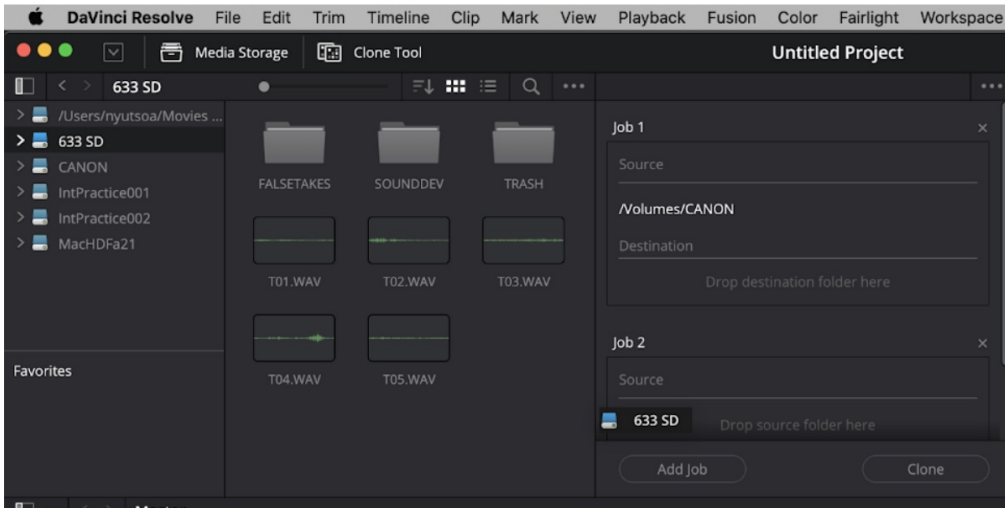 DaVinci Resolve File Edit Trim Timeline Clip Mark View Playback Fusion Color Fairlight Workspace
Media Storage Clone Tool Untitled Project
633 SD
/Users/nyutsoa/Movies ...
633 SD
CANON
IntPractice001
IntPractice002
MacHDFa21
Favorites
FALSETAKES SOUNDDEV TRASH
T01.WAV T02.WAV T03.WAV
T04.WAV T05.WAV
Job 1
Source
/Volumes/CANON
Destination
Drop destination folder here
Job 2
Source
633 SD Drop source folder here
Add Job Clone